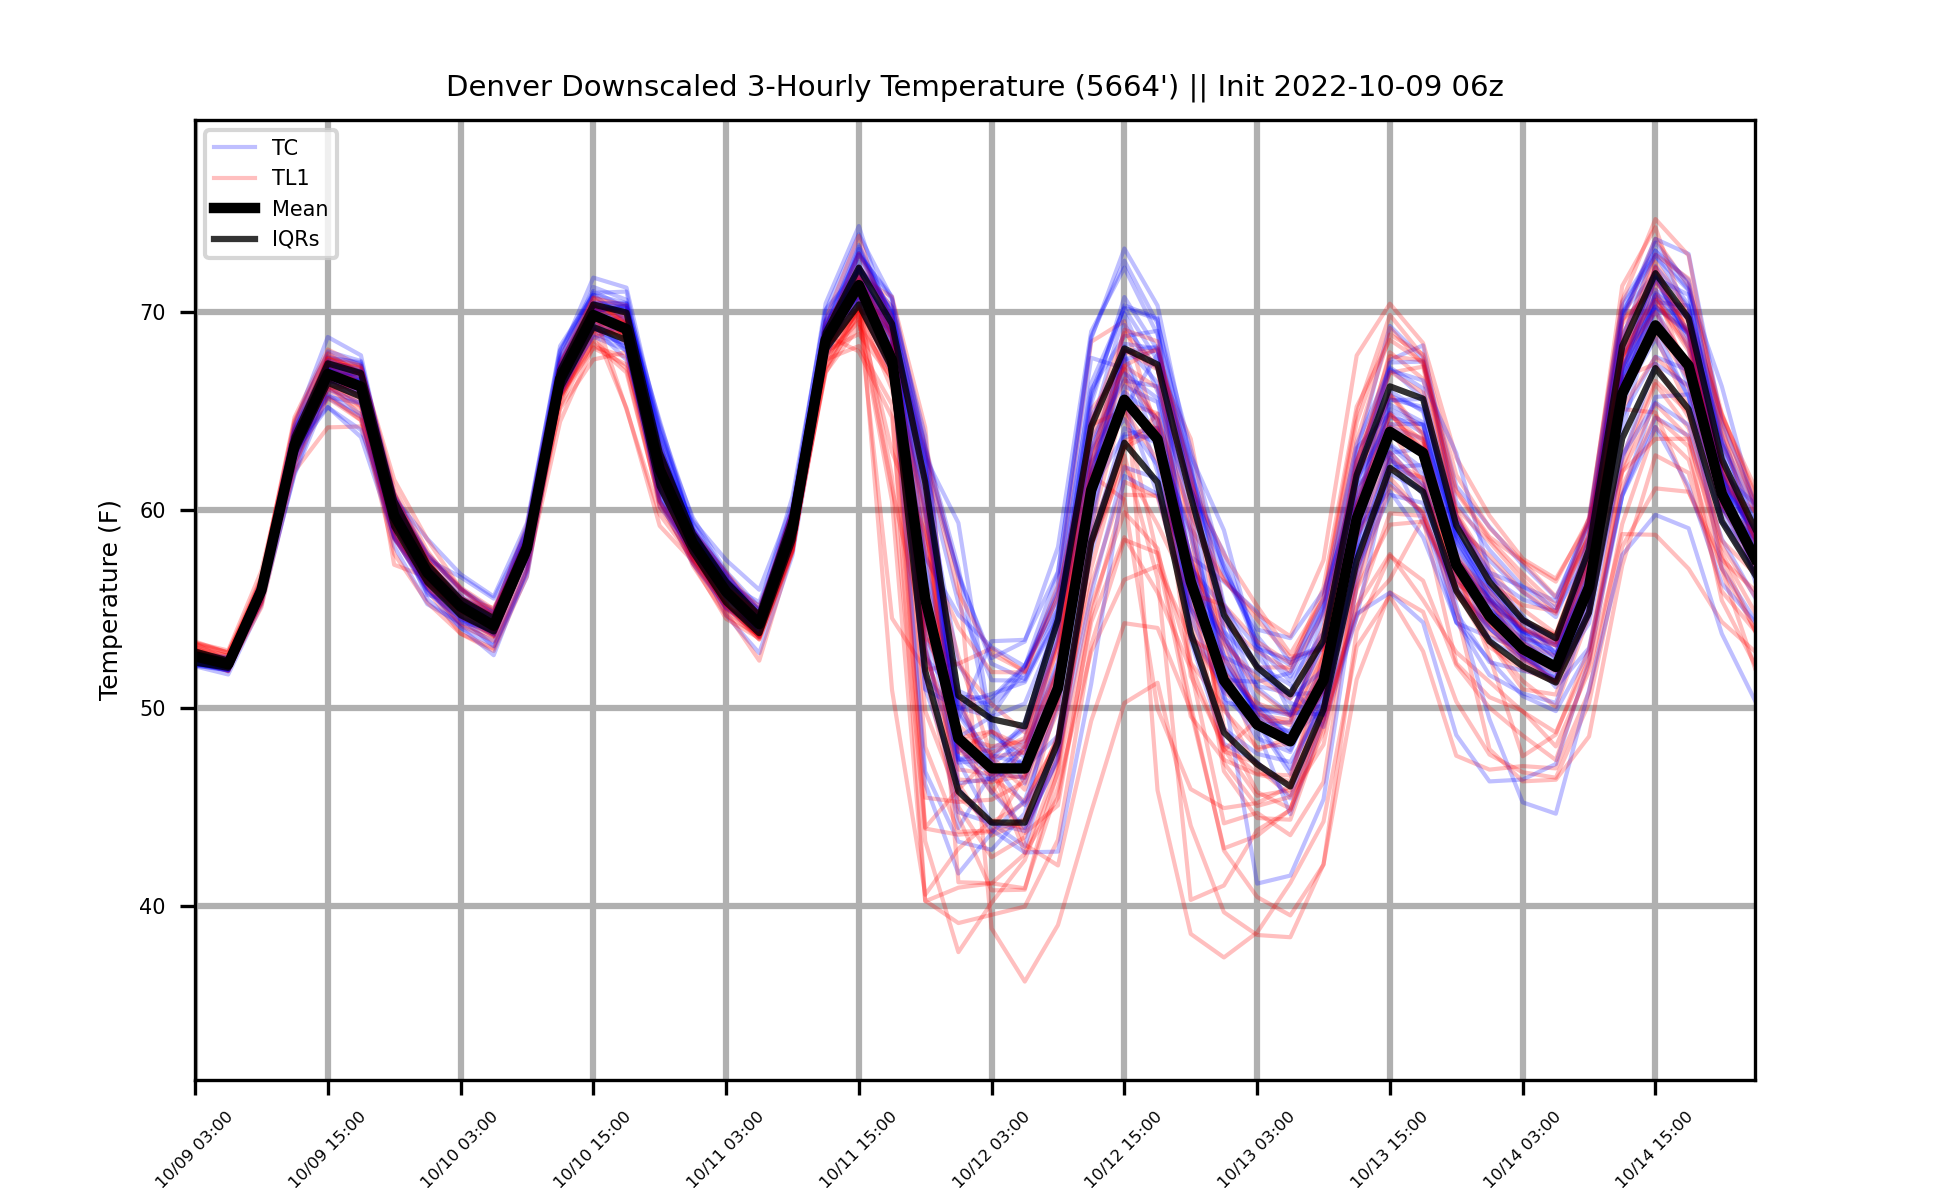 Denver Downscaled 3-Hourly Temperature (5664') || Init 2022-10-09 06z
TC
TL1
Mean
IQRs
Temperature (F)
70
60
50
40
10/09 03:00
10/09 15:00
10/10 03:00
10/10 15:00
10/11 03:00
10/11 15:00
10/12 03:00
10/12 15:00
10/13 03:00
10/13 15:00
10/14 03:00
10/14 15:00